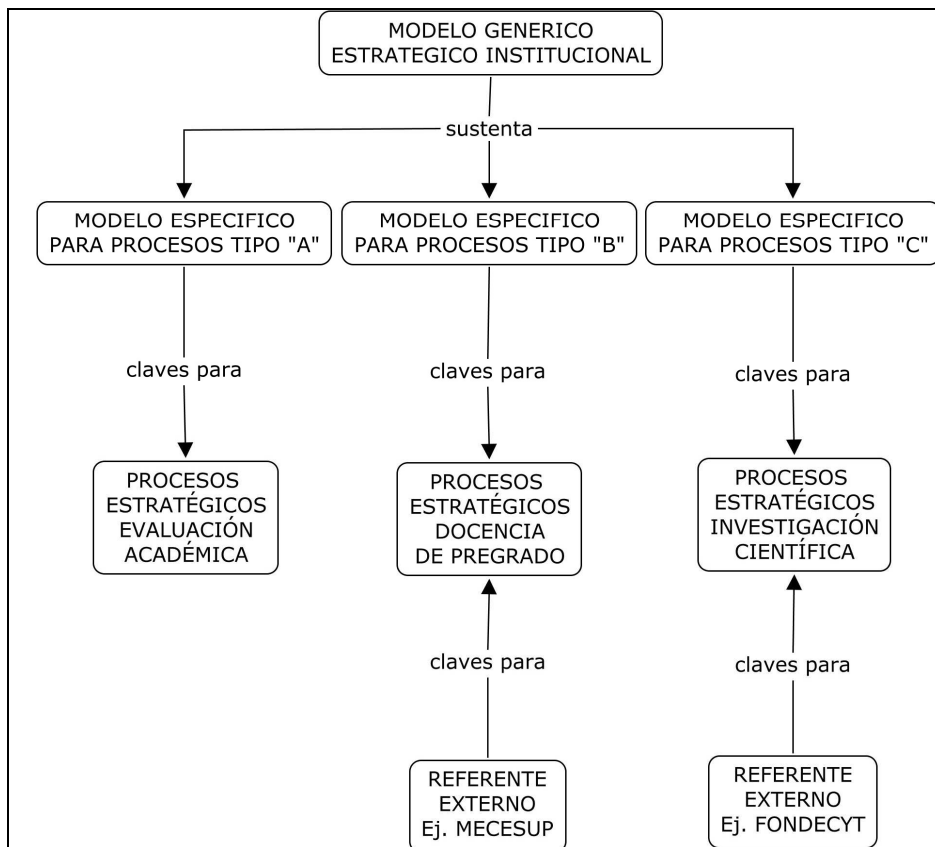 MODELO GENERICO
ESTRATEGICO INSTITUCIONAL
sustenta
MODELO ESPECIFICO
PARA PROCESOS TIPO "A"
MODELO ESPECIFICO
PARA PROCESOS TIPO "B"
MODELO ESPECIFICO
PARA PROCESOS TIPO "C"
claves para
claves para
claves para
PROCESOS
ESTRATÉGICOS
EVALUACIÓN
ACADÉMICA
PROCESOS
ESTRATÉGICOS
DOCENCIA
DE PREGRADO
PROCESOS
ESTRATÉGICOS
INVESTIGACIÓN
CIENTÍFICA
claves para
claves para
REFERENTE
EXTERNO
Ej. MECESUP
REFERENTE
EXTERNO
Ej. FONDECYT